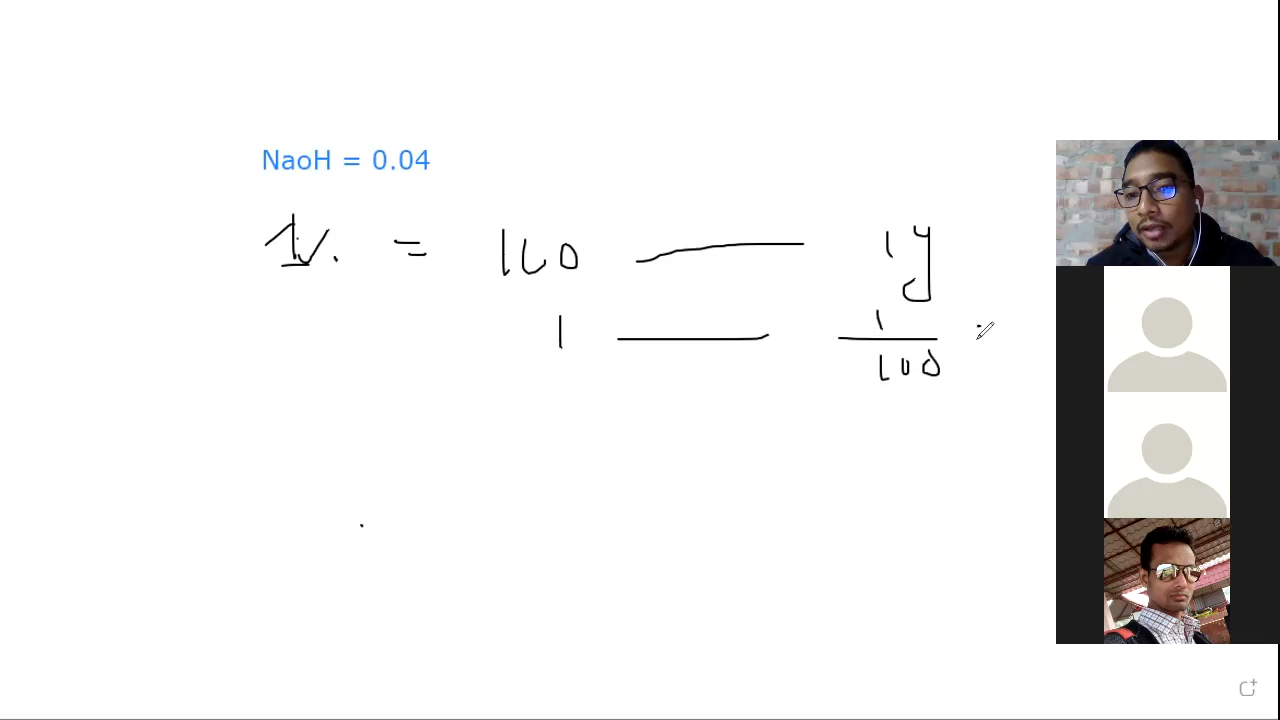 NaoH = 0.04
1%. = 100 — 1g
1 — 1/100 =